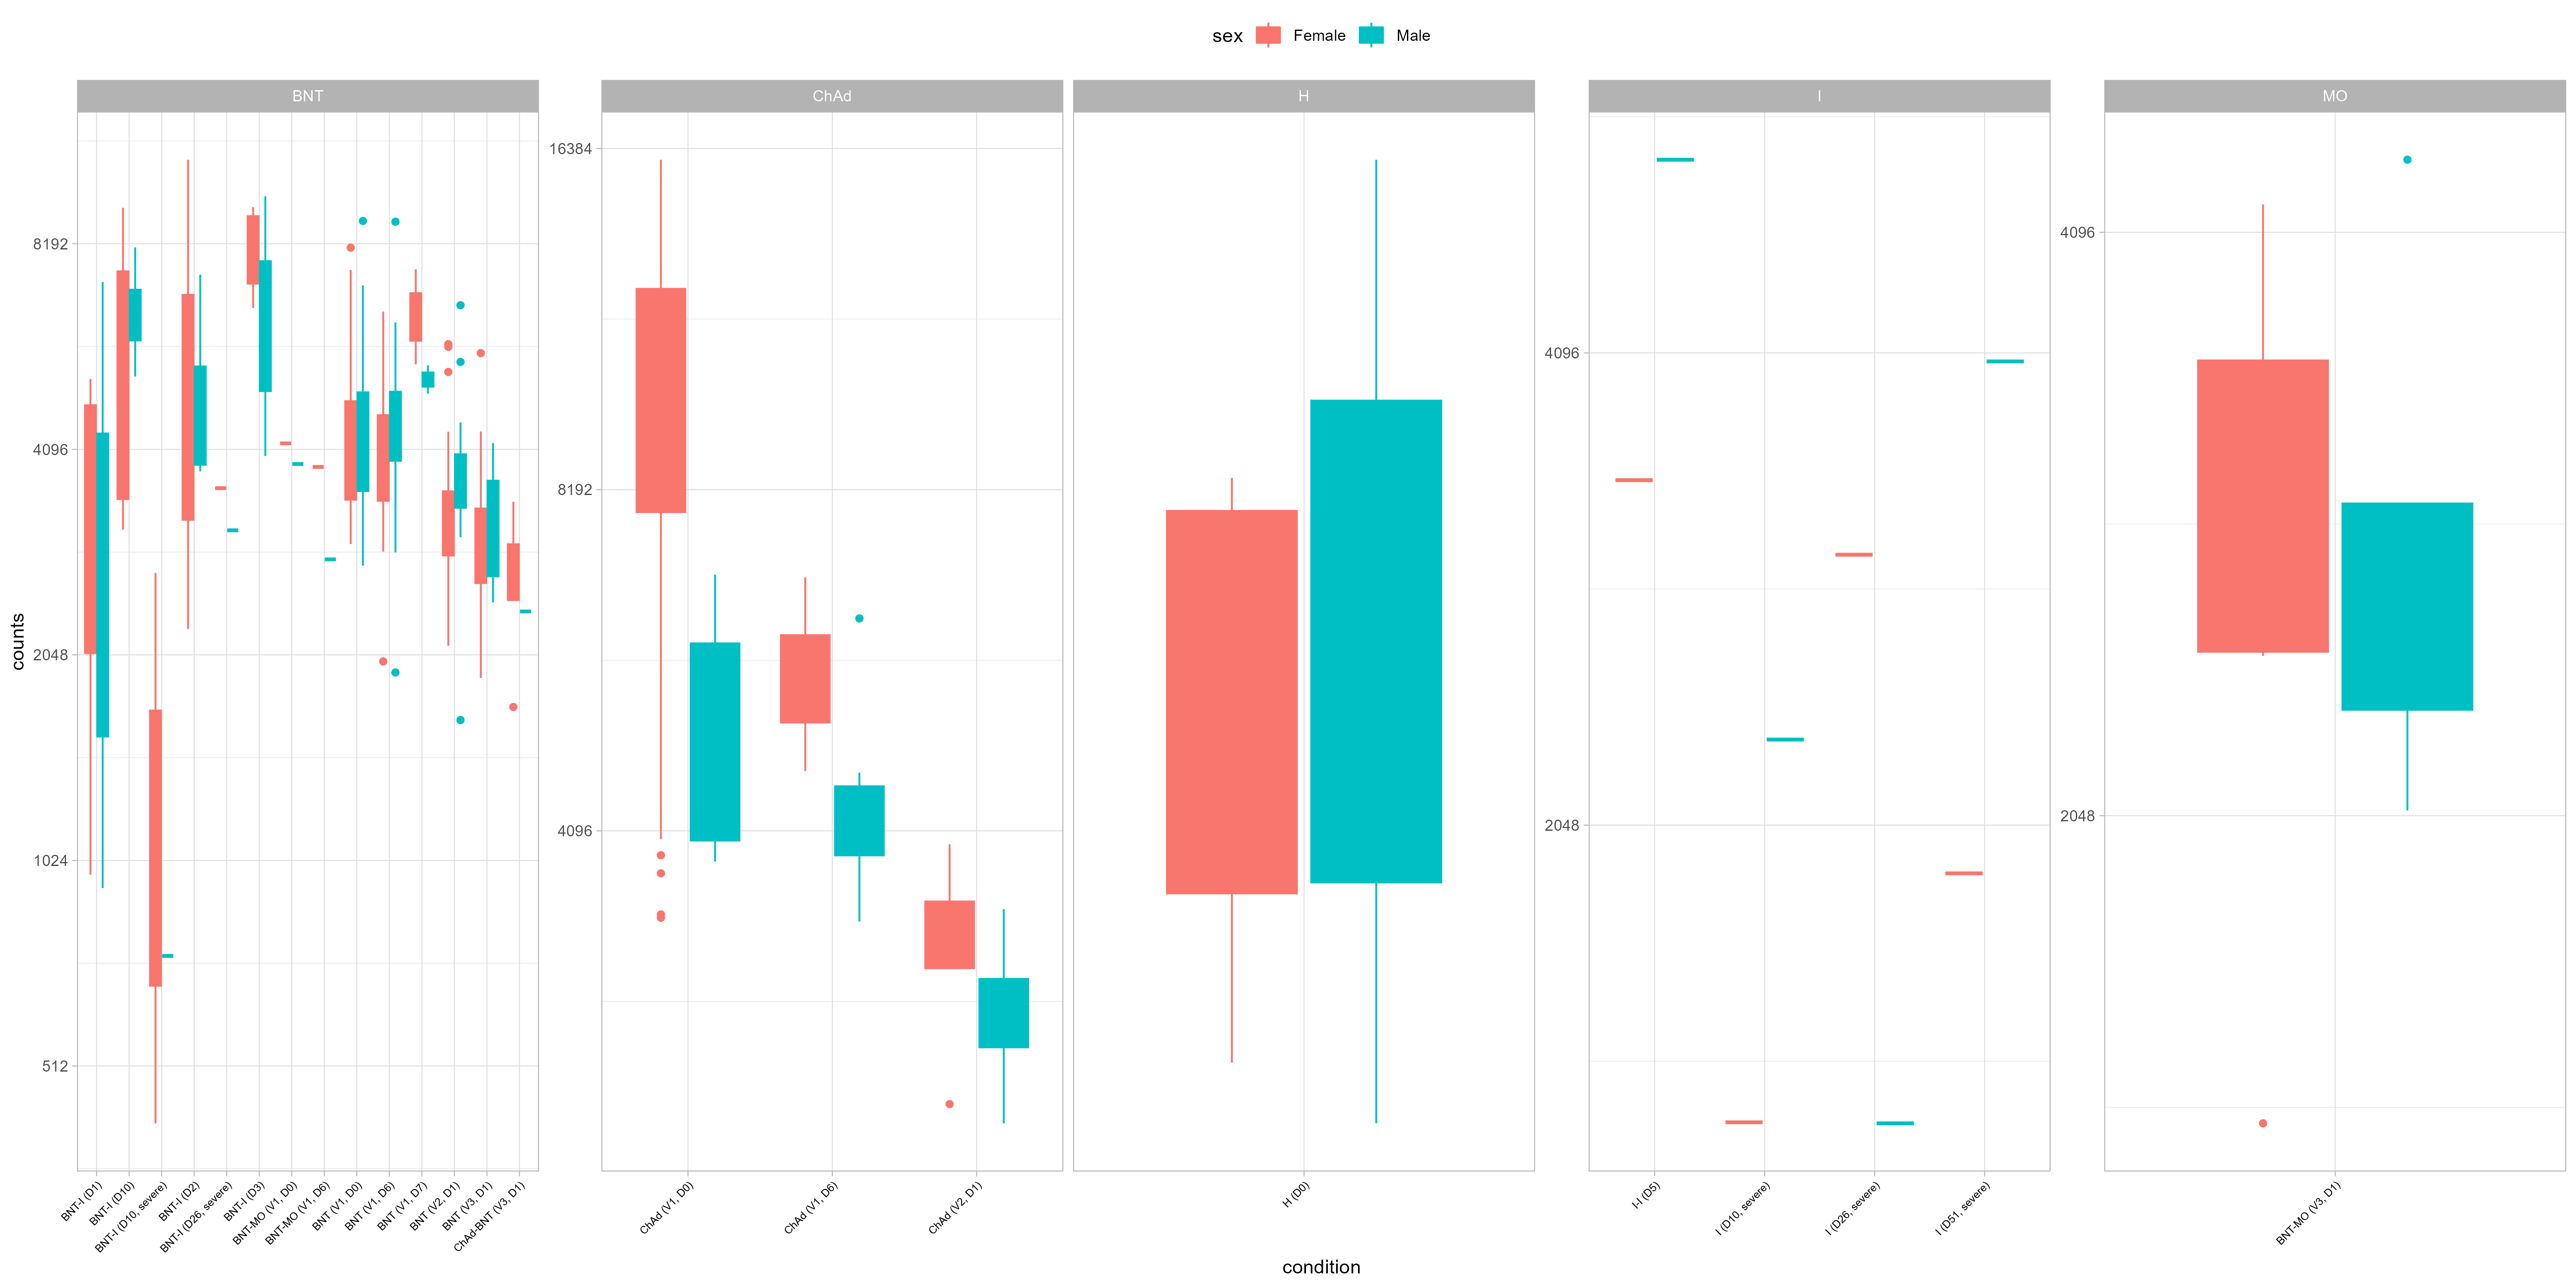 sex Female Male
BNT ChAd H I MO
counts
8192
4096
2048
1024
512
16384
8192
4096
4096
2048
4096
2048
BNT-I (D1)
BNT-I (D10)
BNT-I (D10, severe)
BNT-I (D2)
BNT-I (D26, severe)
BNT-I (D3)
BNT-MO (V1, D0)
BNT-MO (V1, D6)
BNT (V1, D0)
BNT (V1, D6)
BNT (V1, D7)
BNT (V2, D1)
BNT (V3, D1)
ChAd-BNT (V3, D1)
ChAd (V1, D0)
ChAd (V1, D6)
ChAd (V2, D1)
H (D0)
I-I (D5)
I (D10, severe)
I (D26, severe)
I (D51, severe)
BNT-MO (V3, D1)
condition